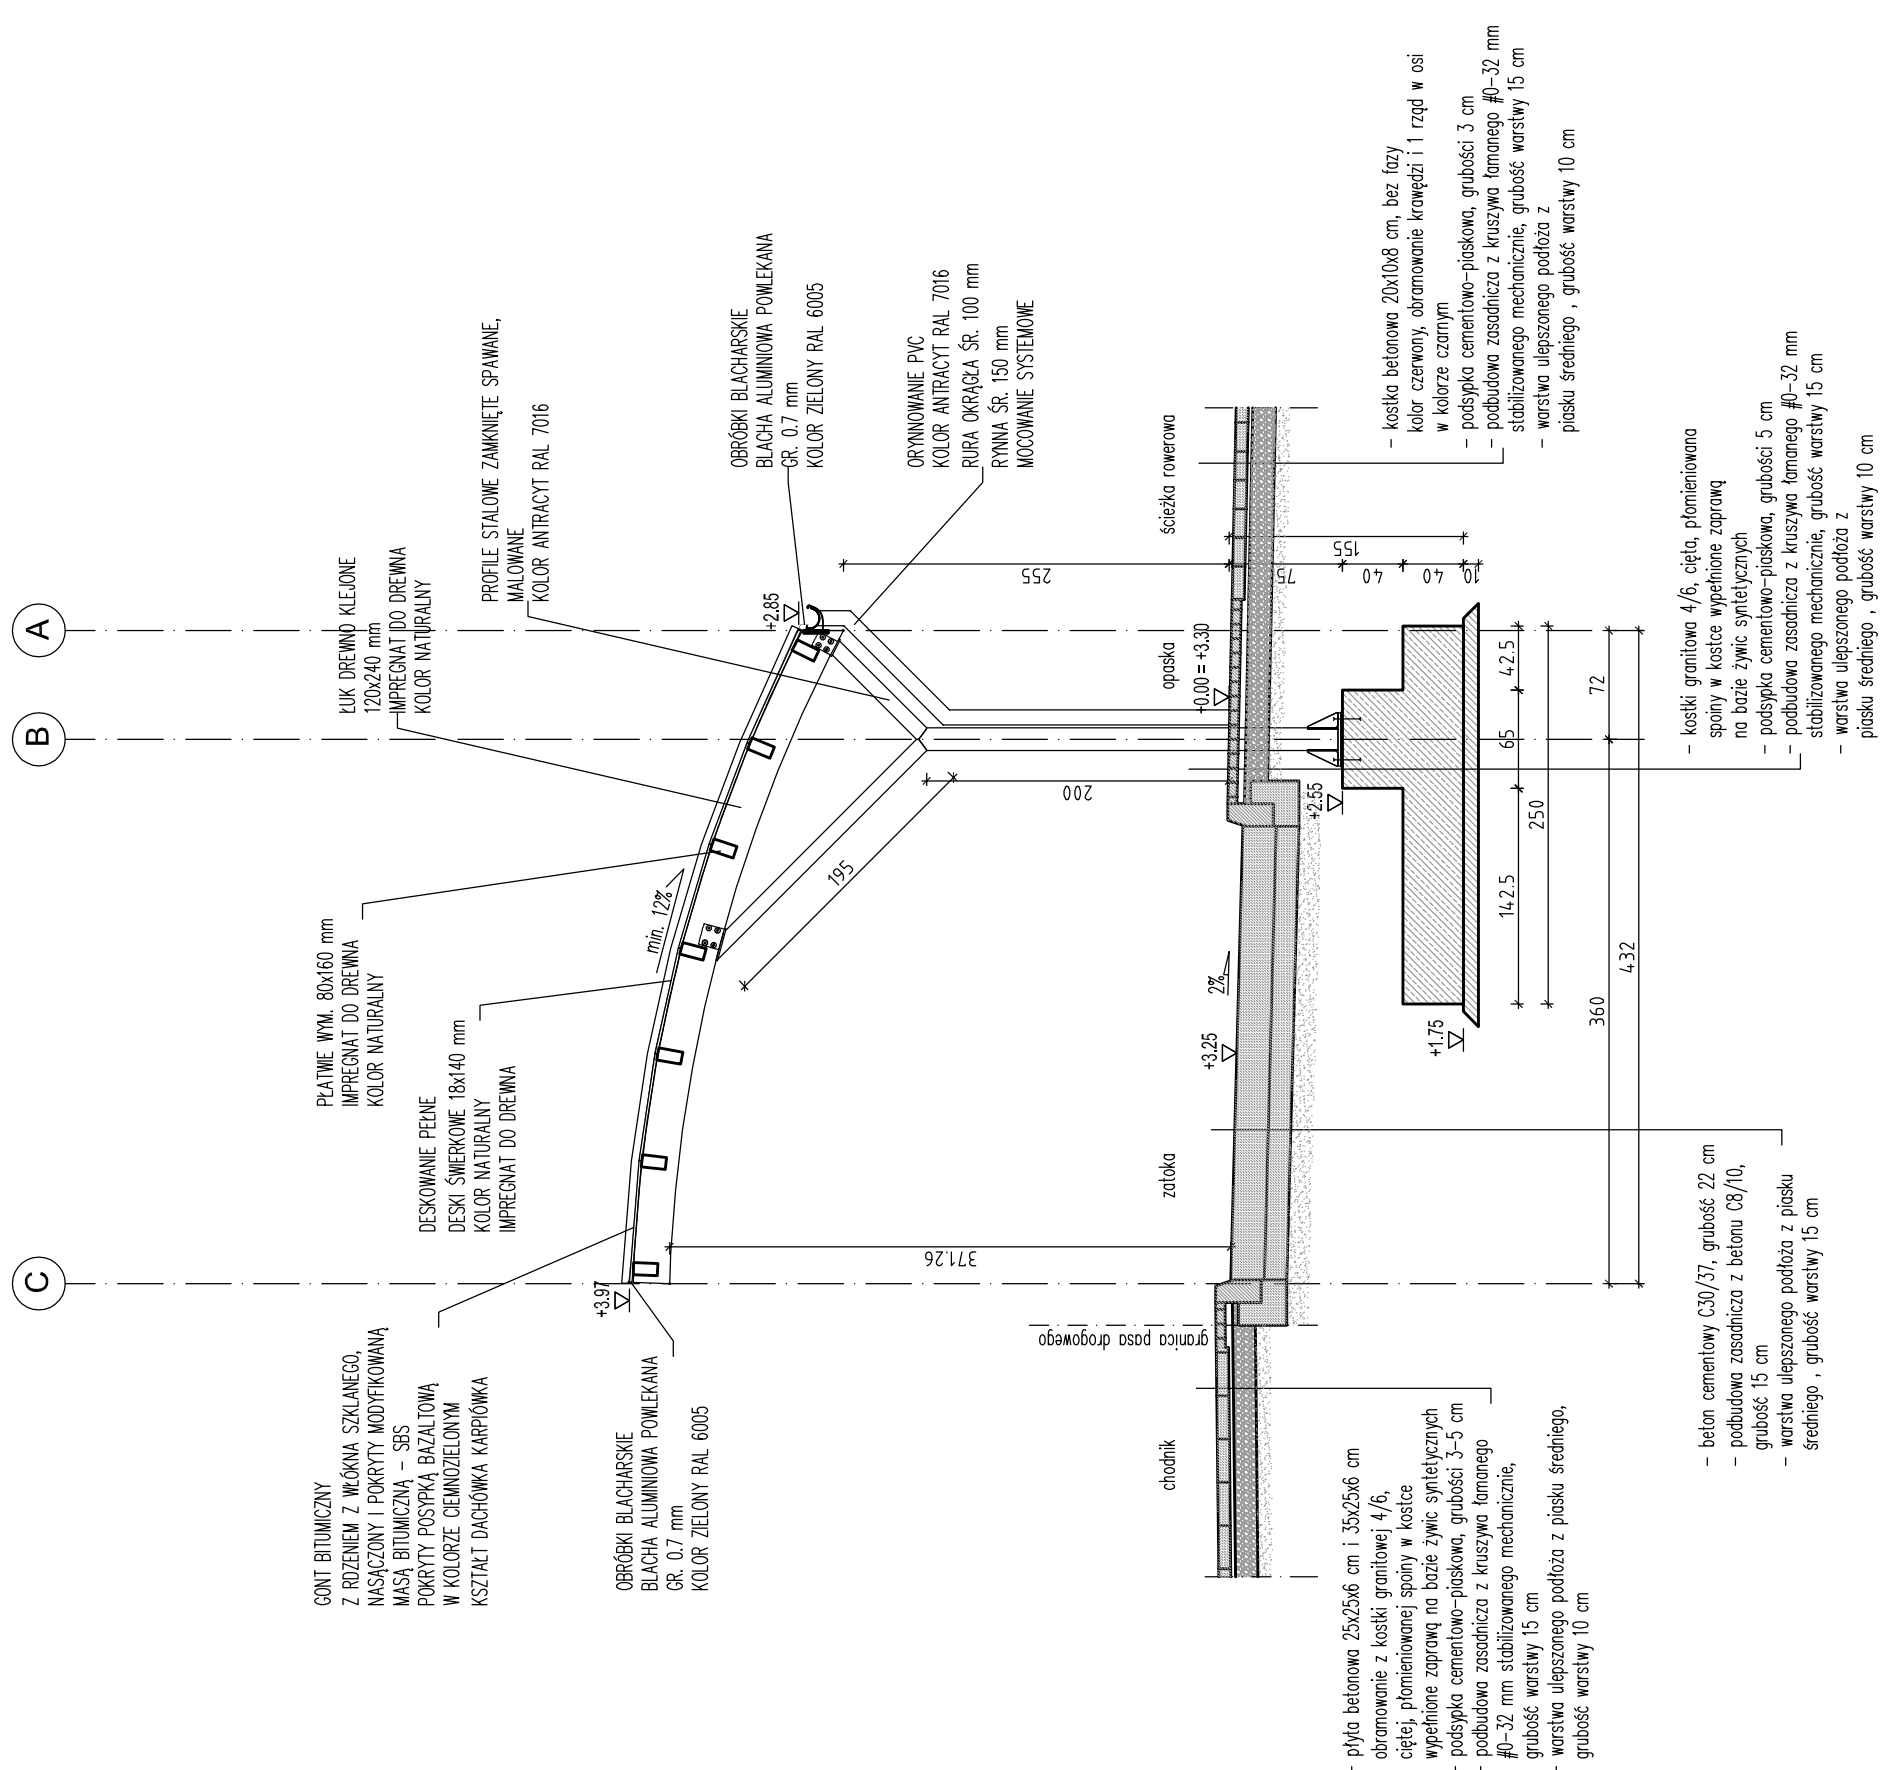 A
B
C
GONT BITUMICZNY
Z RDZENIEM Z WŁÓKNA SZKLANEGO,
NASĄCZONY I POKRYTY MODYFIKOWANĄ
MASĄ BITUMICZNĄ – SBS
POKRYTY POSYPKĄ BAZALTOWĄ
W KOLORZE CIEMNOZIELONYM
KSZTAŁT DACHÓWKA KARPIÓWKA
PŁATWIE WYM. 80x160 mm
IMPREGNAT DO DREWNA
KOLOR NATURALNY
DESKOWANIE PEŁNE
DESKI ŚWIERKOWE 18x140 mm
KOLOR NATURALNY
IMPREGNAT DO DREWNA
ŁUK DREWNO KLEJONE
120x240 mm
IMPREGNAT DO DREWNA
KOLOR NATURALNY
PROFILE STALOWE ZAMKNIĘTE SPAWANE,
MALOWANE
KOLOR ANTRACYT RAL 7016
OBRÓBKI BLACHARSKIE
BLACHA ALUMINIOWA POWLEKANA
GR. 0.7 mm
KOLOR ZIELONY RAL 6005
OBRÓBKI BLACHARSKIE
BLACHA ALUMINIOWA POWLEKANA
GR. 0.7 mm
KOLOR ZIELONY RAL 6005
ORYNNOWANIE PVC
KOLOR ANTRACYT RAL 7016
RURA OKRĄGŁA ŚR. 100 mm
RYNNA ŚR. 150 mm
MOCOWANIE SYSTEMOWE
+3.97
min. 12%
+2.85
195
200
255
371.26
granica pasa drogowego
chodnik
zatoka
opaska
ścieżka rowerowa
+3.25
2%
+0.00 = +3.30
+2.55
+1.75
155
75
40
40
10
142.5
65
42.5
250
360
72
432
- płyta betonowa 25x25x6 cm i 35x25x6 cm
obramowanie z kostki granitowej 4/6,
ciętej, płomieniowanej spoiny w kostce
wypełnione zaprawą na bazie żywic syntetycznych
- podsypka cementowo-piaskowa, grubości 3-5 cm
- podbudowa zasadnicza z kruszywa łamanego
#0-32 mm stabilizowanego mechanicznie,
grubość warstwy 15 cm
- warstwa ulepszonego podłoża z piasku średniego,
grubość warstwy 10 cm
- beton cementowy C30/37, grubość 22 cm
- podbudowa zasadnicza z betonu C8/10,
grubość 15 cm
- warstwa ulepszonego podłoża z piasku
średniego , grubość warstwy 15 cm
- kostka betonowa 20x10x8 cm, bez fazy
kolor czerwony, obramowanie krawędzi i 1 rząd w osi
w kolorze czarnym
- podsypka cementowo-piaskowa, grubości 3 cm
- podbudowa zasadnicza z kruszywa łamanego #0-32 mm
stabilizowanego mechanicznie, grubość warstwy 15 cm
- warstwa ulepszonego podłoża z
piasku średniego , grubość warstwy 10 cm
- kostki granitowa 4/6, cięta, płomieniowana
spoiny w kostce wypełnione zaprawą
na bazie żywic syntetycznych
- podsypka cementowo-piaskowa, grubości 5 cm
- podbudowa zasadnicza z kruszywa łamanego #0-32 mm
stabilizowanego mechanicznie, grubość warstwy 15 cm
- warstwa ulepszonego podłoża z
piasku średniego , grubość warstwy 10 cm